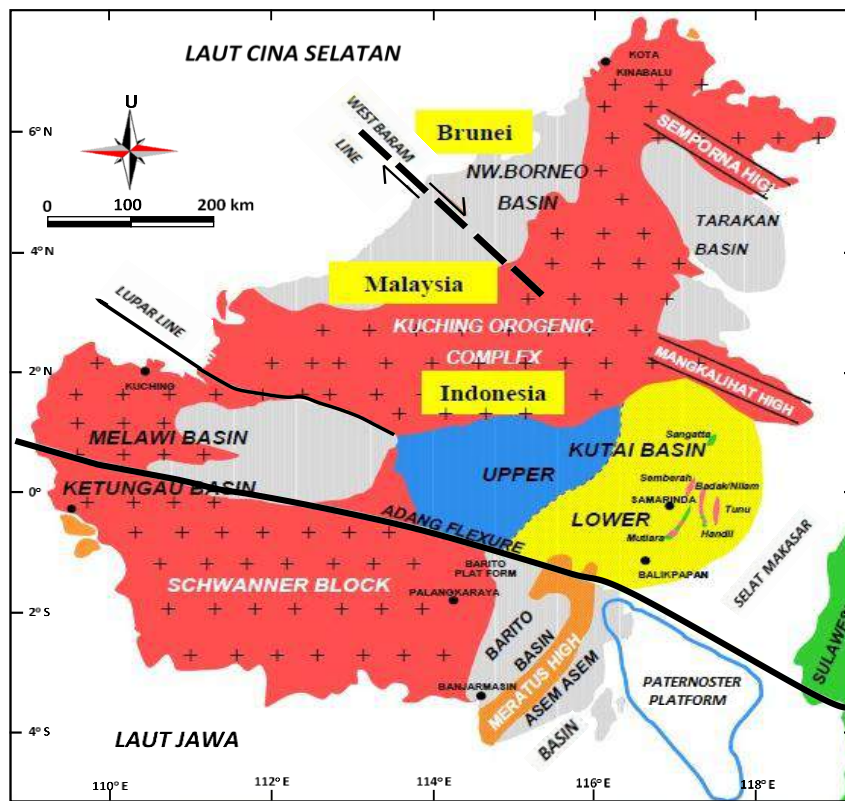 LAUT CINA SELATAN
KOTA
KINABALU
U
6°N
WEST BARAM
LINE
Brunei
NW.BORNEO
BASIN
SEMPORNA HIGH
0 100 200 km
TARAKAN
BASIN
4°N
Malaysia
LUPAR LINE
KUCHING OROGENIC
COMPLEX
2°N
KUCHING
Indonesia
MANGKALIHAT HIGH
MELAWI BASIN
Sangatta
KUTAI BASIN
UPPER
Semberah
Badak/Nilam
KETUNGAU BASIN
0°
SAMARINDA
Tunu
ADANG FLEXURE
LOWER
Mutiara
Handil
BARITO
PLAT FORM
BALIKPAPAN
SELAT MAKASAR
SCHWANNER BLOCK
PALANGKARAYA
2°S
BARITO
BASIN
SULAWES
MERATUS HIGH
ASEM ASEM
BASIN
PATERNOSTER
PLATFORM
BANJARMASIN
4°S
LAUT JAWA
110°E 112°E 114°E 116°E 118°E